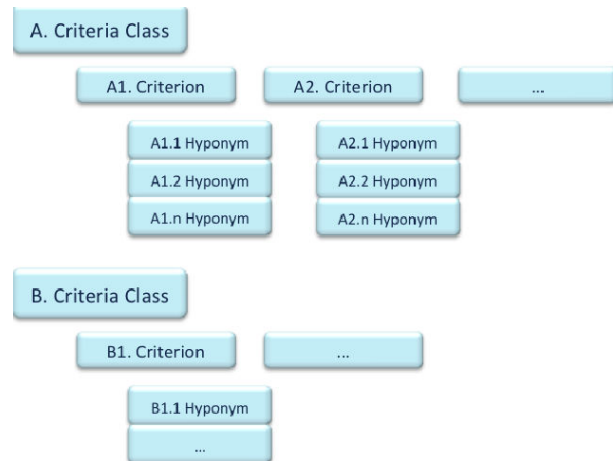 A. Criteria Class
A1. Criterion
A2. Criterion
...
A1.1 Hyponym
A2.1 Hyponym
A1.2 Hyponym
A2.2 Hyponym
A1.n Hyponym
A2.n Hyponym
B. Criteria Class
B1. Criterion
...
B1.1 Hyponym
...